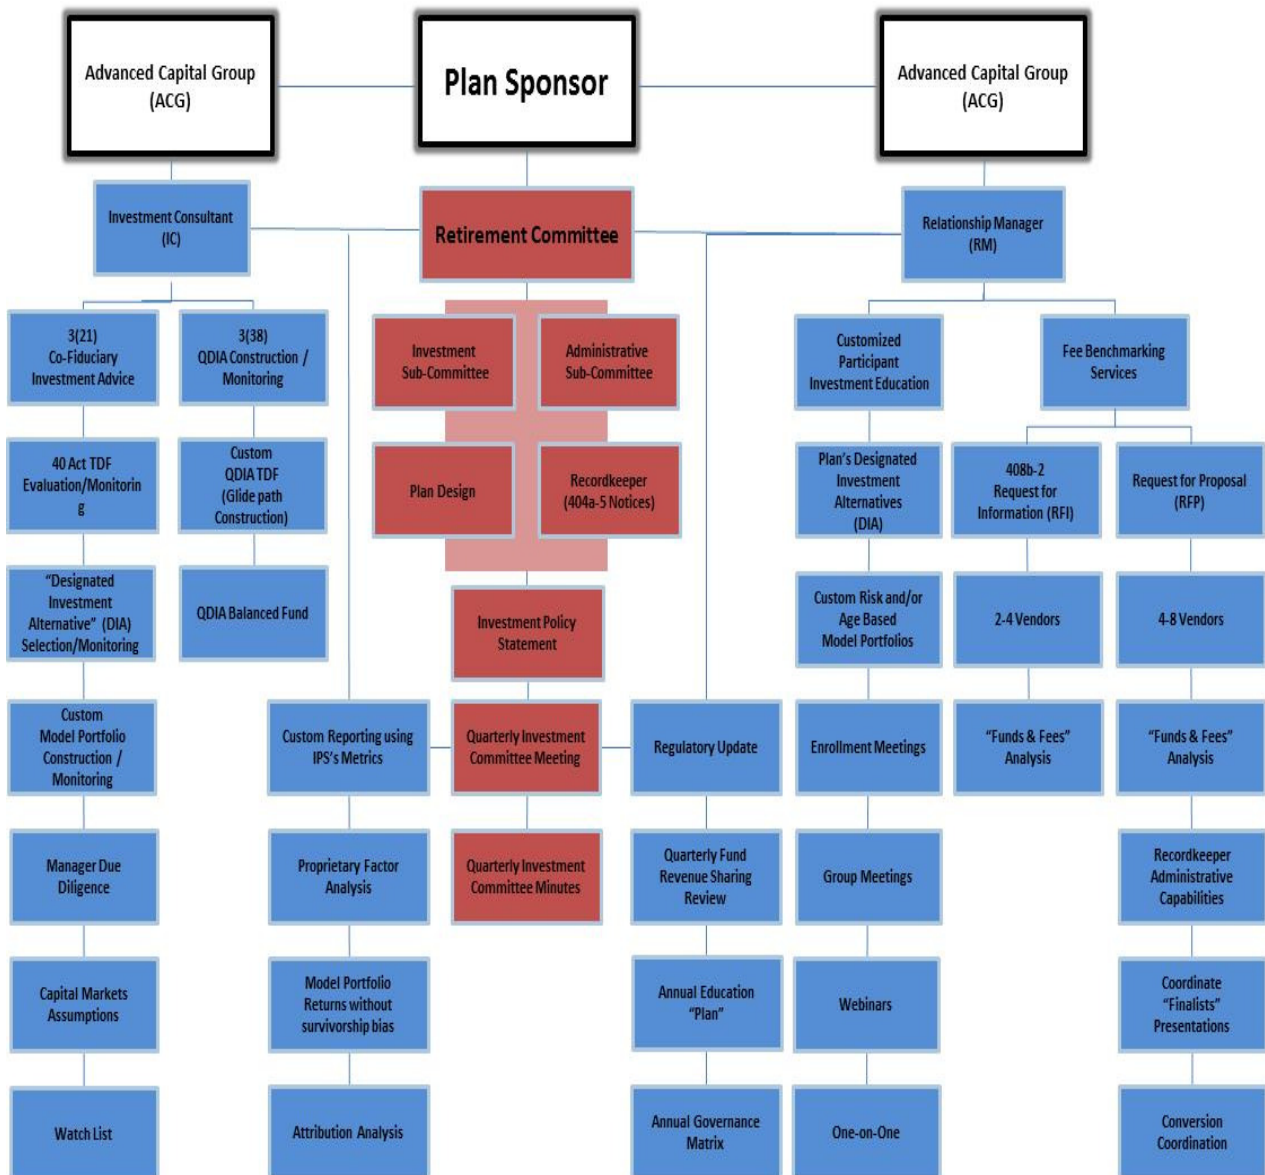 Advanced Capital Group
(ACG)
Plan Sponsor
Advanced Capital Group
(ACG)
Investment Consultant
(IC)
Retirement Committee
Relationship Manager
(RM)
3(21)
Co-Fiduciary
Investment Advice
3(38)
QDIA Construction /
Monitoring
Investment
Sub-Committee
Administrative
Sub-Committee
Customized
Participant
Investment Education
Fee Benchmarking
Services
40 Act TDF
Evaluation/Monitorin
g
Custom
QDIA TDF
(Glide path
Construction)
Plan Design
Recordkeeper
(404a-5 Notices)
Plan's Designated
Investment
Alternatives
(DIA)
408b-2
Request for
Information (RFI)
Request for Proposal
(RFP)
"Designated
Investment
Alternative" (DIA)
Selection/Monitoring
QDIA Balanced Fund
Investment Policy
Statement
Custom Risk and/or
Age Based
Model Portfolios
2-4 Vendors
4-8 Vendors
Custom
Model Portfolio
Construction /
Monitoring
Custom Reporting using
IPS's Metrics
Quarterly Investment
Committee Meeting
Regulatory Update
Enrollment Meetings
"Funds & Fees"
Analysis
"Funds & Fees"
Analysis
Manager Due
Diligence
Proprietary Factor
Analysis
Quarterly Investment
Committee Minutes
Quarterly Fund
Revenue Sharing
Review
Group Meetings
Recordkeeper
Administrative
Capabilities
Capital Markets
Assumptions
Model Portfolio
Returns without
survivorship bias
Annual Education
"Plan"
Webinars
Coordinate
"Finalists"
Presentations
Watch List
Attribution Analysis
Annual Governance
Matrix
One-on-One
Conversion
Coordination